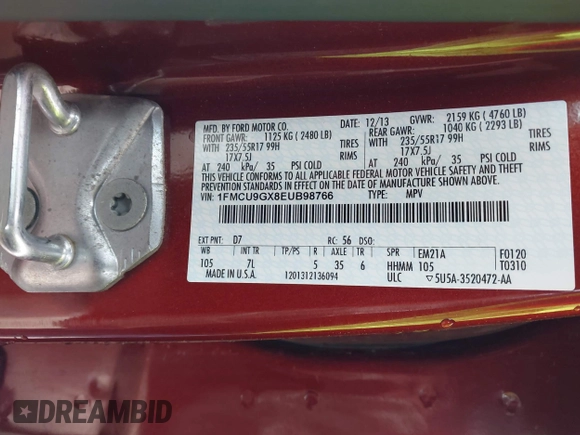 MFD. BY FORD MOTOR CO. DATE: 12/13 GVWR: 2159 KG ( 4760 LB)
FRONT GAWR: 1125 KG ( 2480 LB) REAR GAWR: 1040 KG ( 2293 LB)
WITH 235/55R17 99H TIRES WITH 235/55R17 99H TIRES
17X7.5J RIMS 17X7.5J RIMS
AT 240 kPa/ 35 PSI COLD AT 240 kPa/ 35 PSI COLD
THIS VEHICLE CONFORMS TO ALL APPLICABLE FEDERAL MOTOR VEHICLE SAFETY
AND THEFT PREVENTION STANDARDS IN EFFECT ON THE DATE OF MANUFACTURE SHOWN ABOVE.
VIN: 1FMCU9GX8EUB98766 TYPE: MPV
EXT PNT: D7 RC: 56 DSO:
WB INT TR TP/PS R AXLE TR SPR EM21A F0120
105 7L 5 35 6 HHMM 105 T0310
MADE IN U.S.A. 1201312136094 ULC ▽5U5A-3520472-AA
DREAMBID